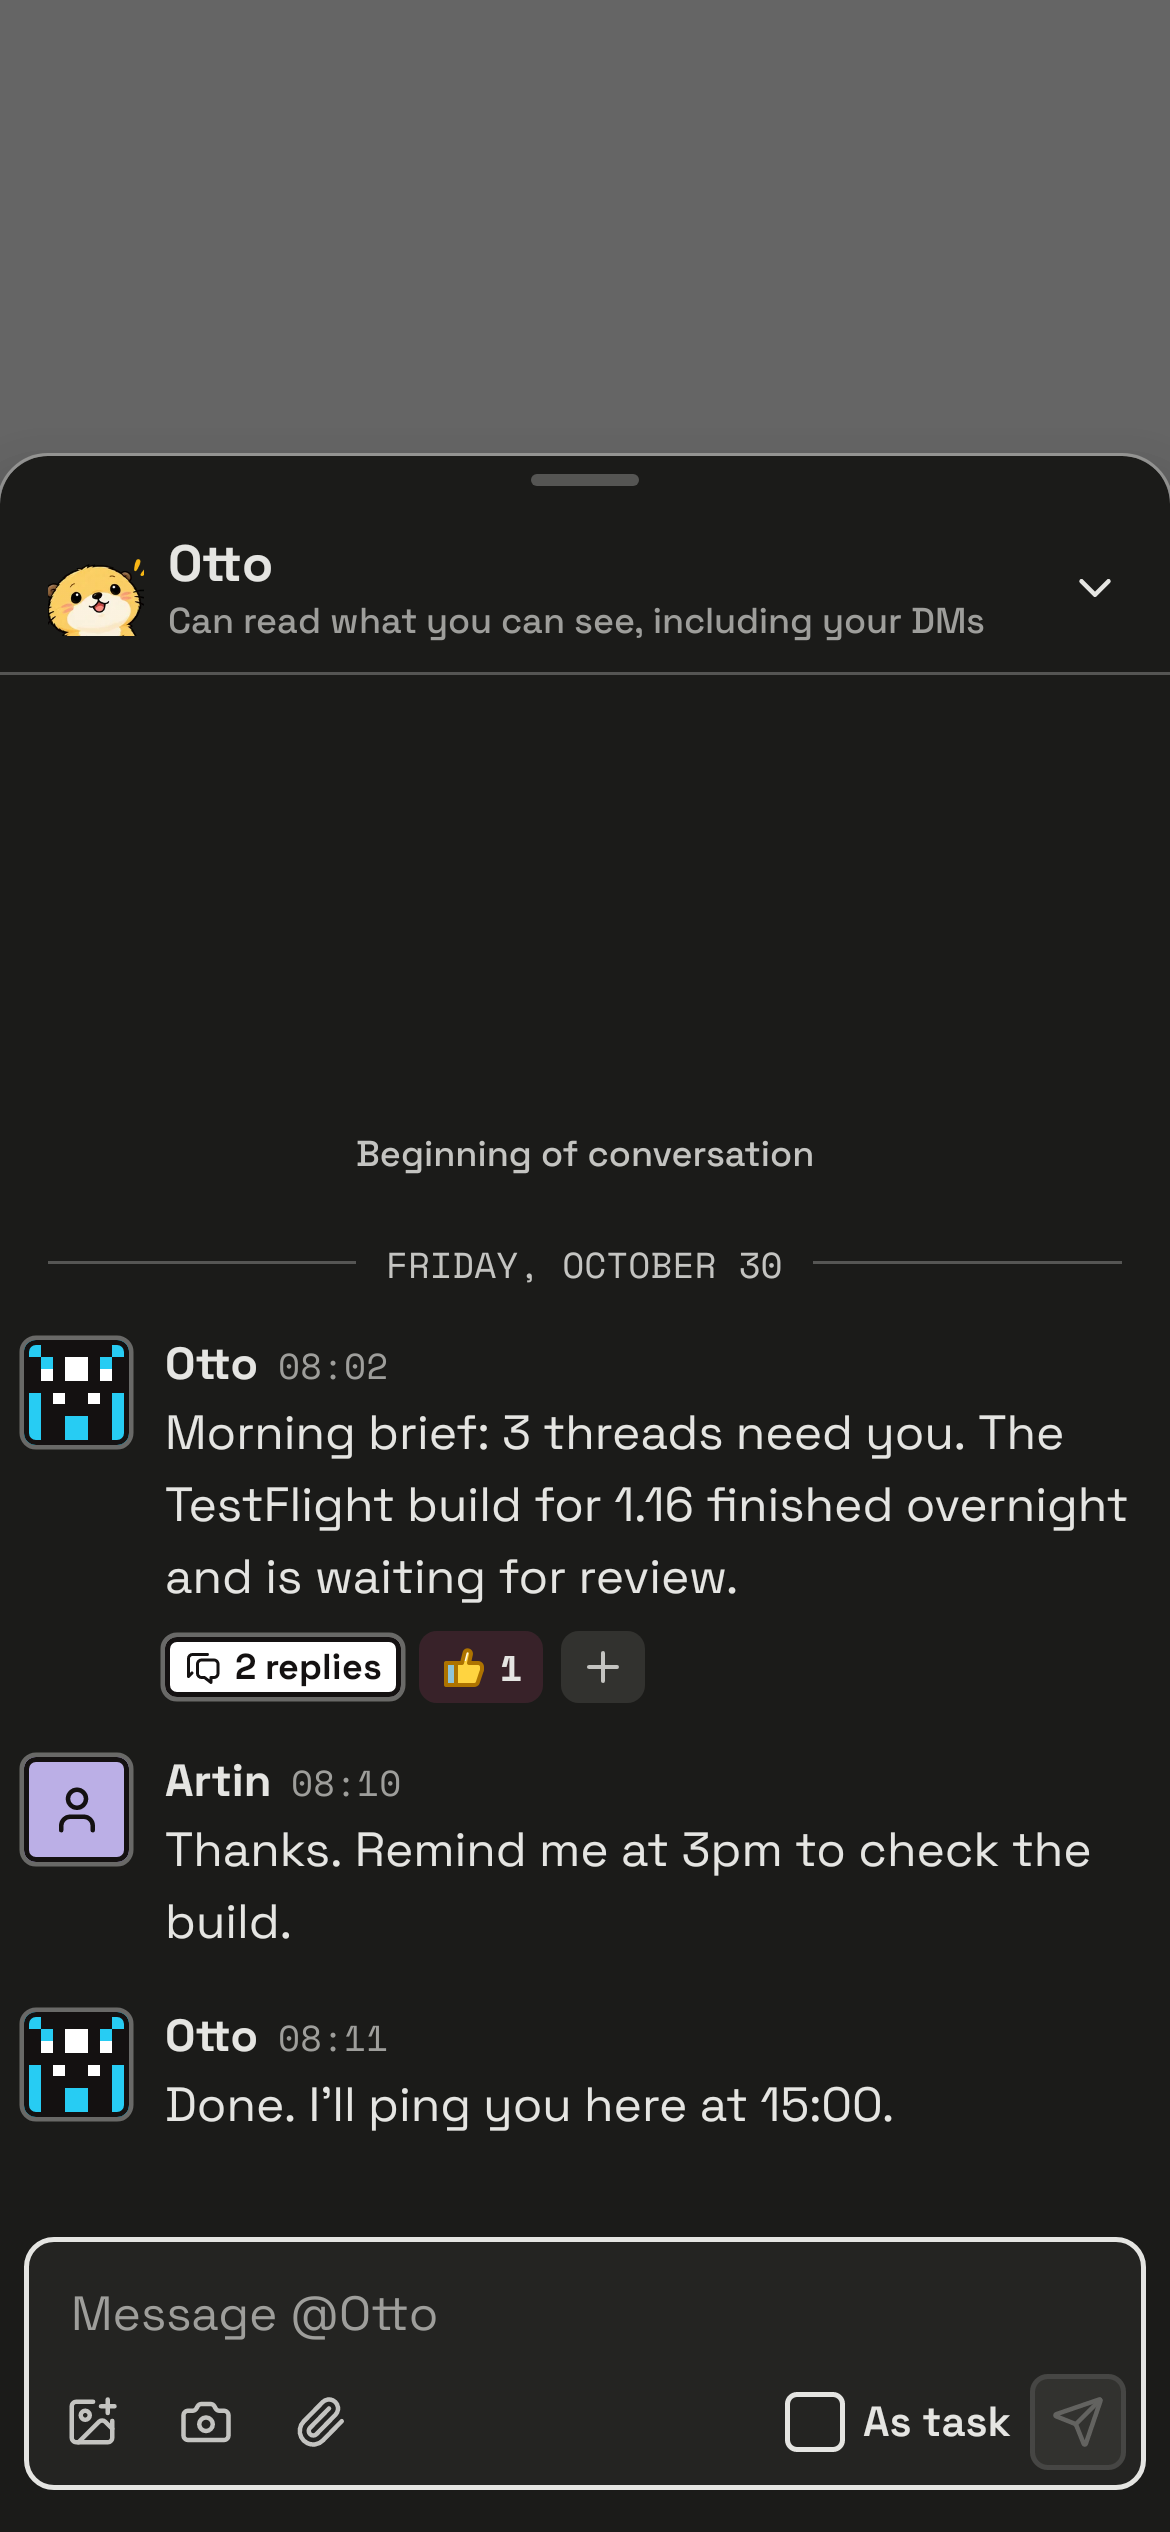 Otto
Can read what you can see, including your DMs
Beginning of conversation
FRIDAY, OCTOBER 30
Otto 08:02
Morning brief: 3 threads need you. The
TestFlight build for 1.16 finished overnight
and is waiting for review.
2 replies 👍 1
Artin 08:10
Thanks. Remind me at 3pm to check the
build.
Otto 08:11
Done. I’ll ping you here at 15:00.
Message @Otto
As task